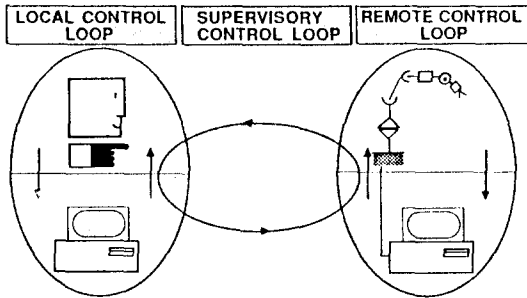 LOCAL CONTROL
LOOP
SUPERVISORY
CONTROL LOOP
REMOTE CONTROL
LOOP